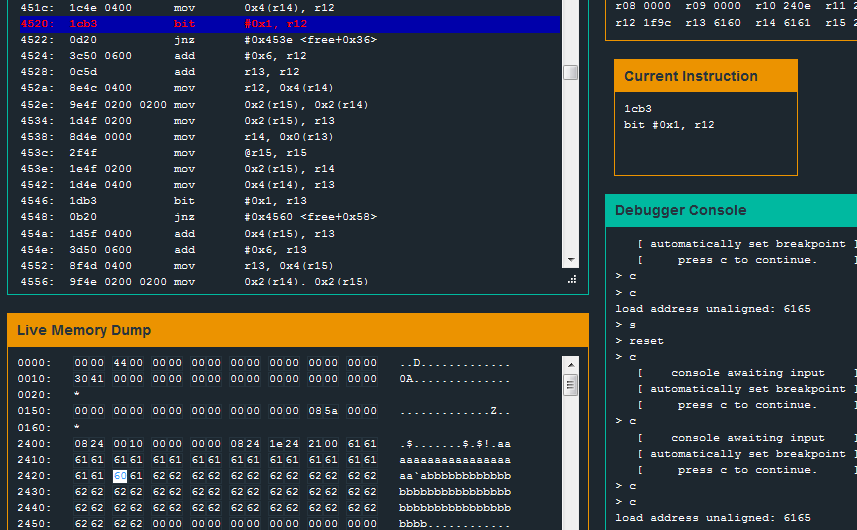 451c: 1c4e 0400 mov 0x4(r14), r12
4520: 1cb3 bit #0x1, r12
4522: 0d20 jnz #0x453e <free+0x36>
4524: 3c50 0600 add #0x6, r12
4528: 0c5d add r13, r12
452a: 8e4c 0400 mov r12, 0x4(r14)
452e: 9e4f 0200 0200 mov 0x2(r15), 0x2(r14)
4534: 1d4f 0200 mov 0x2(r15), r13
4538: 8d4e 0000 mov r14, 0x0(r13)
453c: 2f4f mov @r15, r15
453e: 1e4f 0200 mov 0x2(r15), r14
4542: 1d4e 0400 mov 0x4(r14), r13
4546: 1db3 bit #0x1, r13
4548: 0b20 jnz #0x4560 <free+0x58>
454a: 1d5f 0400 add 0x4(r15), r13
454e: 3d50 0600 add #0x6, r13
4552: 8f4d 0400 mov r13, 0x4(r15)
4556: 9f4e 0200 0200 mov 0x2(r14), 0x2(r15)
r08 0000 r09 0000 r10 240e r11 2
r12 1f9c r13 6160 r14 6161 r15 2
Current Instruction
1cb3
bit #0x1, r12
Debugger Console
[ automatically set breakpoint ]
[ press c to continue. ]
> c
> c
load address unaligned: 6165
> s
> reset
> c
[ console awaiting input ]
[ automatically set breakpoint ]
[ press c to continue. ]
> c
[ console awaiting input ]
[ automatically set breakpoint ]
[ press c to continue. ]
> c
> c
load address unaligned: 6165
Live Memory Dump
0000: 0000 4400 0000 0000 0000 0000 0000 0000 ..D.............
0010: 3041 0000 0000 0000 0000 0000 0000 0000 0A..............
0020: *
0150: 0000 0000 0000 0000 0000 0000 085a 0000 .............Z..
0160: *
2400: 0824 0010 0000 0000 0824 1e24 2100 6161 .$.......$.$!.aa
2410: 6161 6161 6161 6161 6161 6161 6161 6161 aaaaaaaaaaaaaaaa
2420: 6161 6061 6262 6262 6262 6262 6262 6262 aa`abbbbbbbbbbbb
2430: 6262 6262 6262 6262 6262 6262 6262 6262 bbbbbbbbbbbbbbbb
2440: 6262 6262 6262 6262 6262 6262 6262 6262 bbbbbbbbbbbbbbbb
2450: 6262 6262 0000 0000 0000 0000 0000 0000 bbbb............